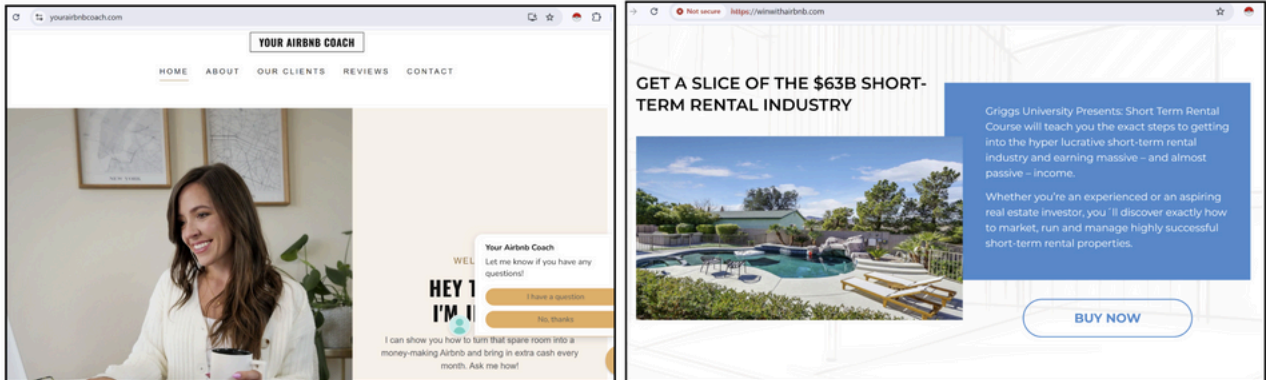 yourairbnbcoach.com
YOUR AIRBNB COACH
HOME ABOUT OUR CLIENTS REVIEWS CONTACT
WEL
HEY T
I'M
Your Airbnb Coach
Let me know if you have any
questions!
I have a question
No, thanks
I can show you how to turn that spare room into a
money-making Airbnb and bring in extra cash every
month. Ask me how!
Not secure https://winwithairbnb.com
GET A SLICE OF THE $63B SHORT-
TERM RENTAL INDUSTRY
Griggs University Presents: Short Term Rental
Course will teach you the exact steps to getting
into the hyper lucrative short-term rental
industry and earning massive – and almost
passive – income.
Whether you're an experienced or an aspiring
real estate investor, you´ll discover exactly how
to market, run and manage highly successful
short-term rental properties.
BUY NOW